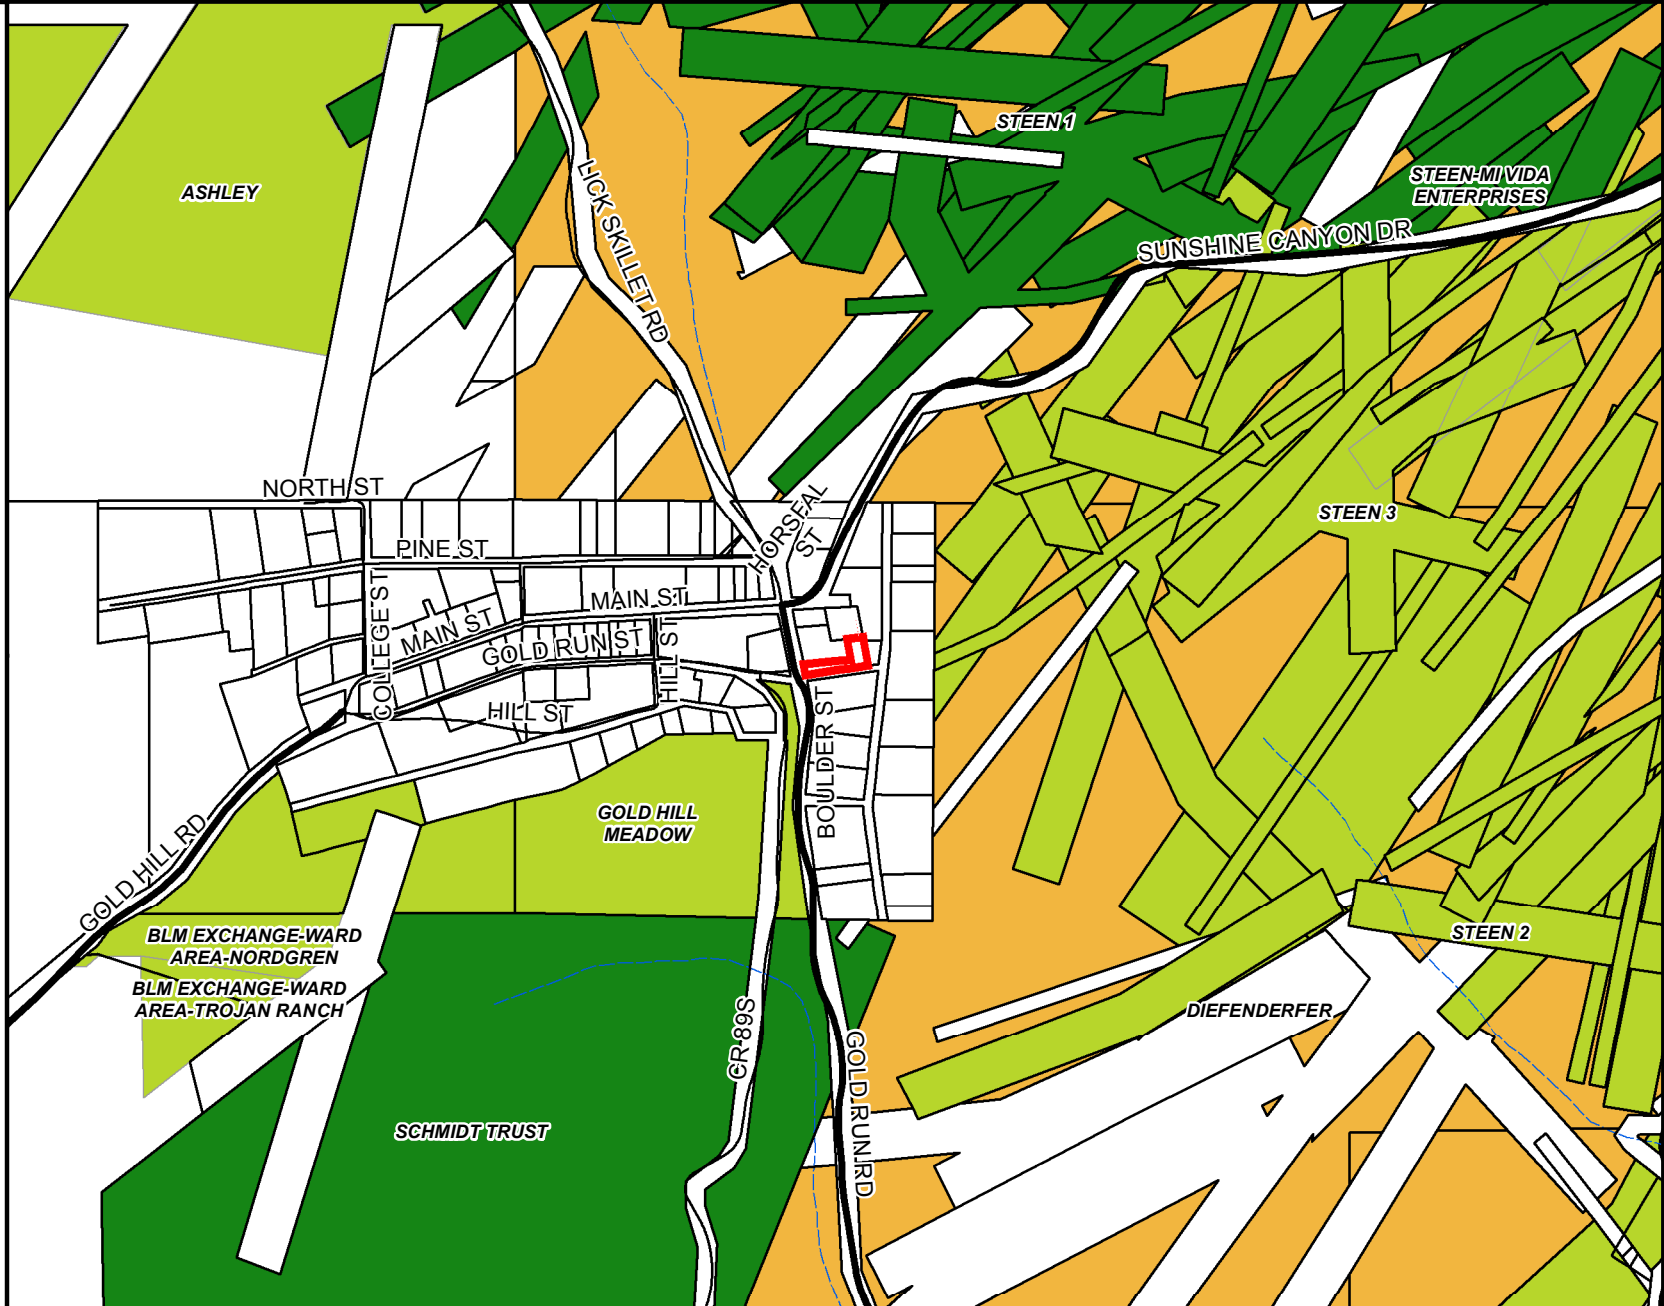 STEEN 1
ASHLEY
STEEN-MI VIDA
ENTERPRISES
LICK SKILLET RD
SUNSHINE CANYON DR
NORTH ST
HORSFAL
ST
STEEN 3
PINE ST
COLLEGE ST
MAIN ST
MAIN ST
GOLD RUN ST
HILL ST
HILL ST
BOULDER ST
GOLD HILL
MEADOW
GOLD HILL RD
BLM EXCHANGE-WARD
AREA-NORDGREN
STEEN 2
BLM EXCHANGE-WARD
AREA-TROJAN RANCH
DIEFENDERFER
CR 89S
GOLD RUN RD
SCHMIDT TRUST